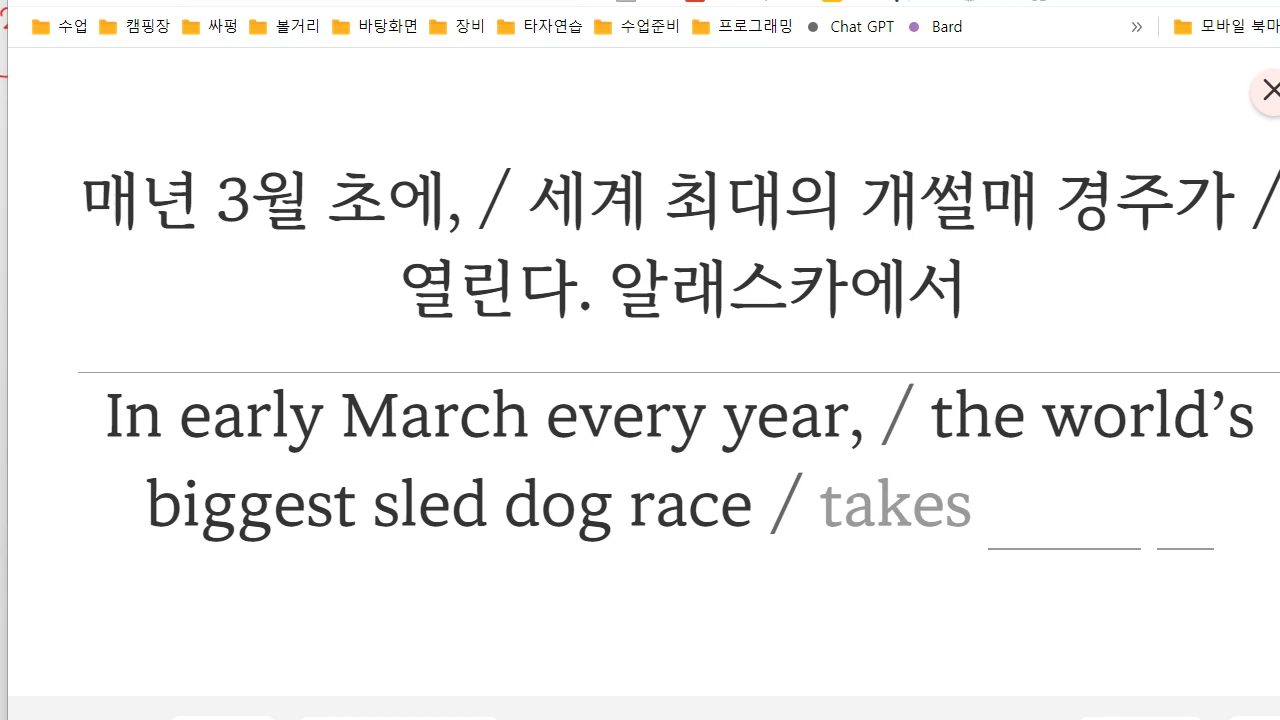 수업 캠핑장 싸펑 볼거리 바탕화면 장비 타자연습 수업준비 프로그래밍 Chat GPT Bard » 모바일 북마
매년 3월 초에, / 세계 최대의 개썰매 경주가 /
열린다. 알래스카에서
In early March every year, / the world’s
biggest sled dog race / takes